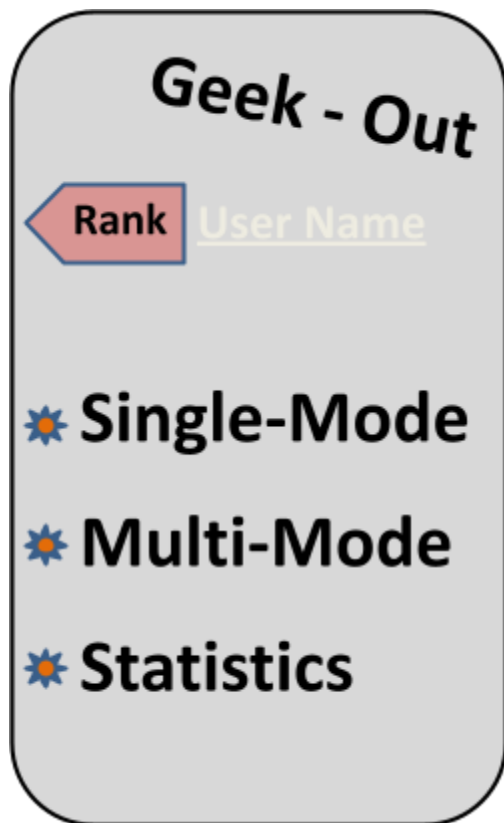 Geek - Out
Rank User Name
Single-Mode
Multi-Mode
Statistics